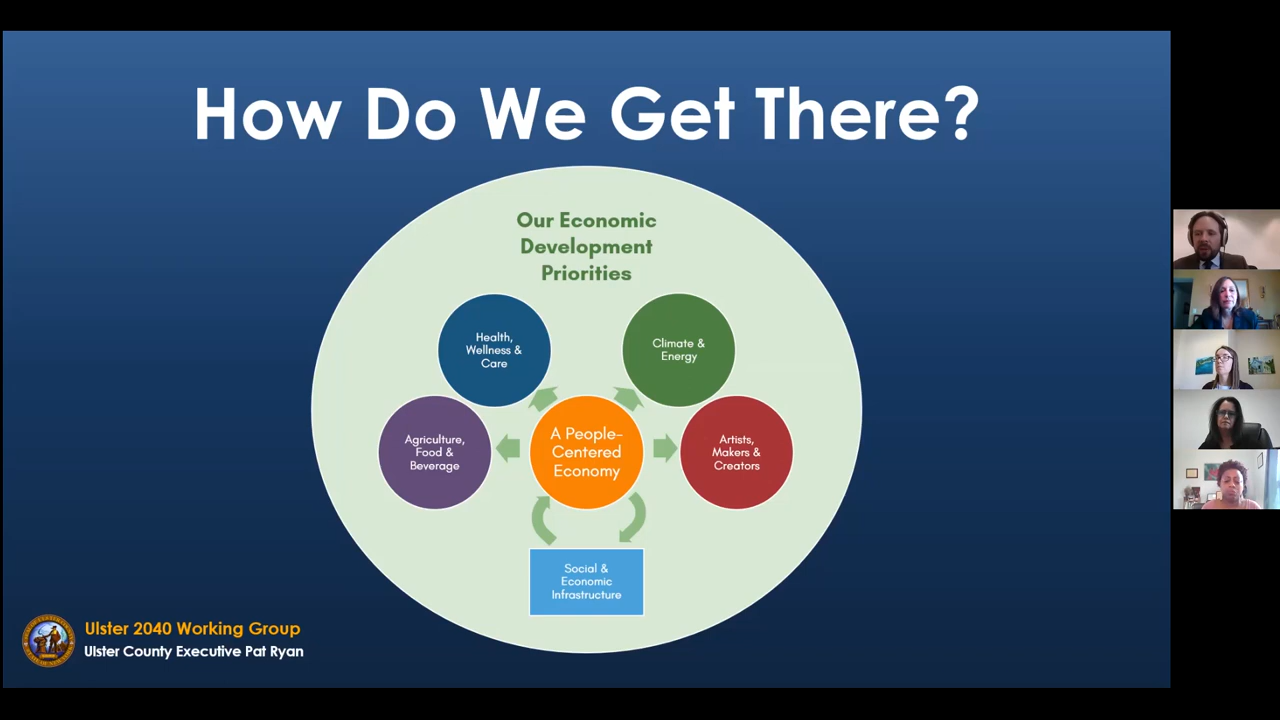 How Do We Get There?
Our Economic
Development
Priorities
Health,
Wellness &
Care
Climate &
Energy
Agriculture,
Food &
Beverage
A People-
Centered
Economy
Artists,
Makers &
Creators
Social &
Economic
Infrastructure
Ulster 2040 Working Group
Ulster County Executive Pat Ryan